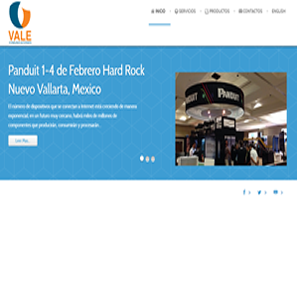 INICIO
SERVICIOS
PRODUCTOS
CONTACTOS
ENGLISH
VALE
Panduit 1-4 de Febrero Hard Rock
Nuevo Vallarta, Mexico
El número de dispositivos que se conectan a Internet está creciendo de manera
exponencial, en un futuro muy cercano, habrá miles de millones de
componentes que producirán, consumirán y procesarán
Leer Mas...
PANDUIT